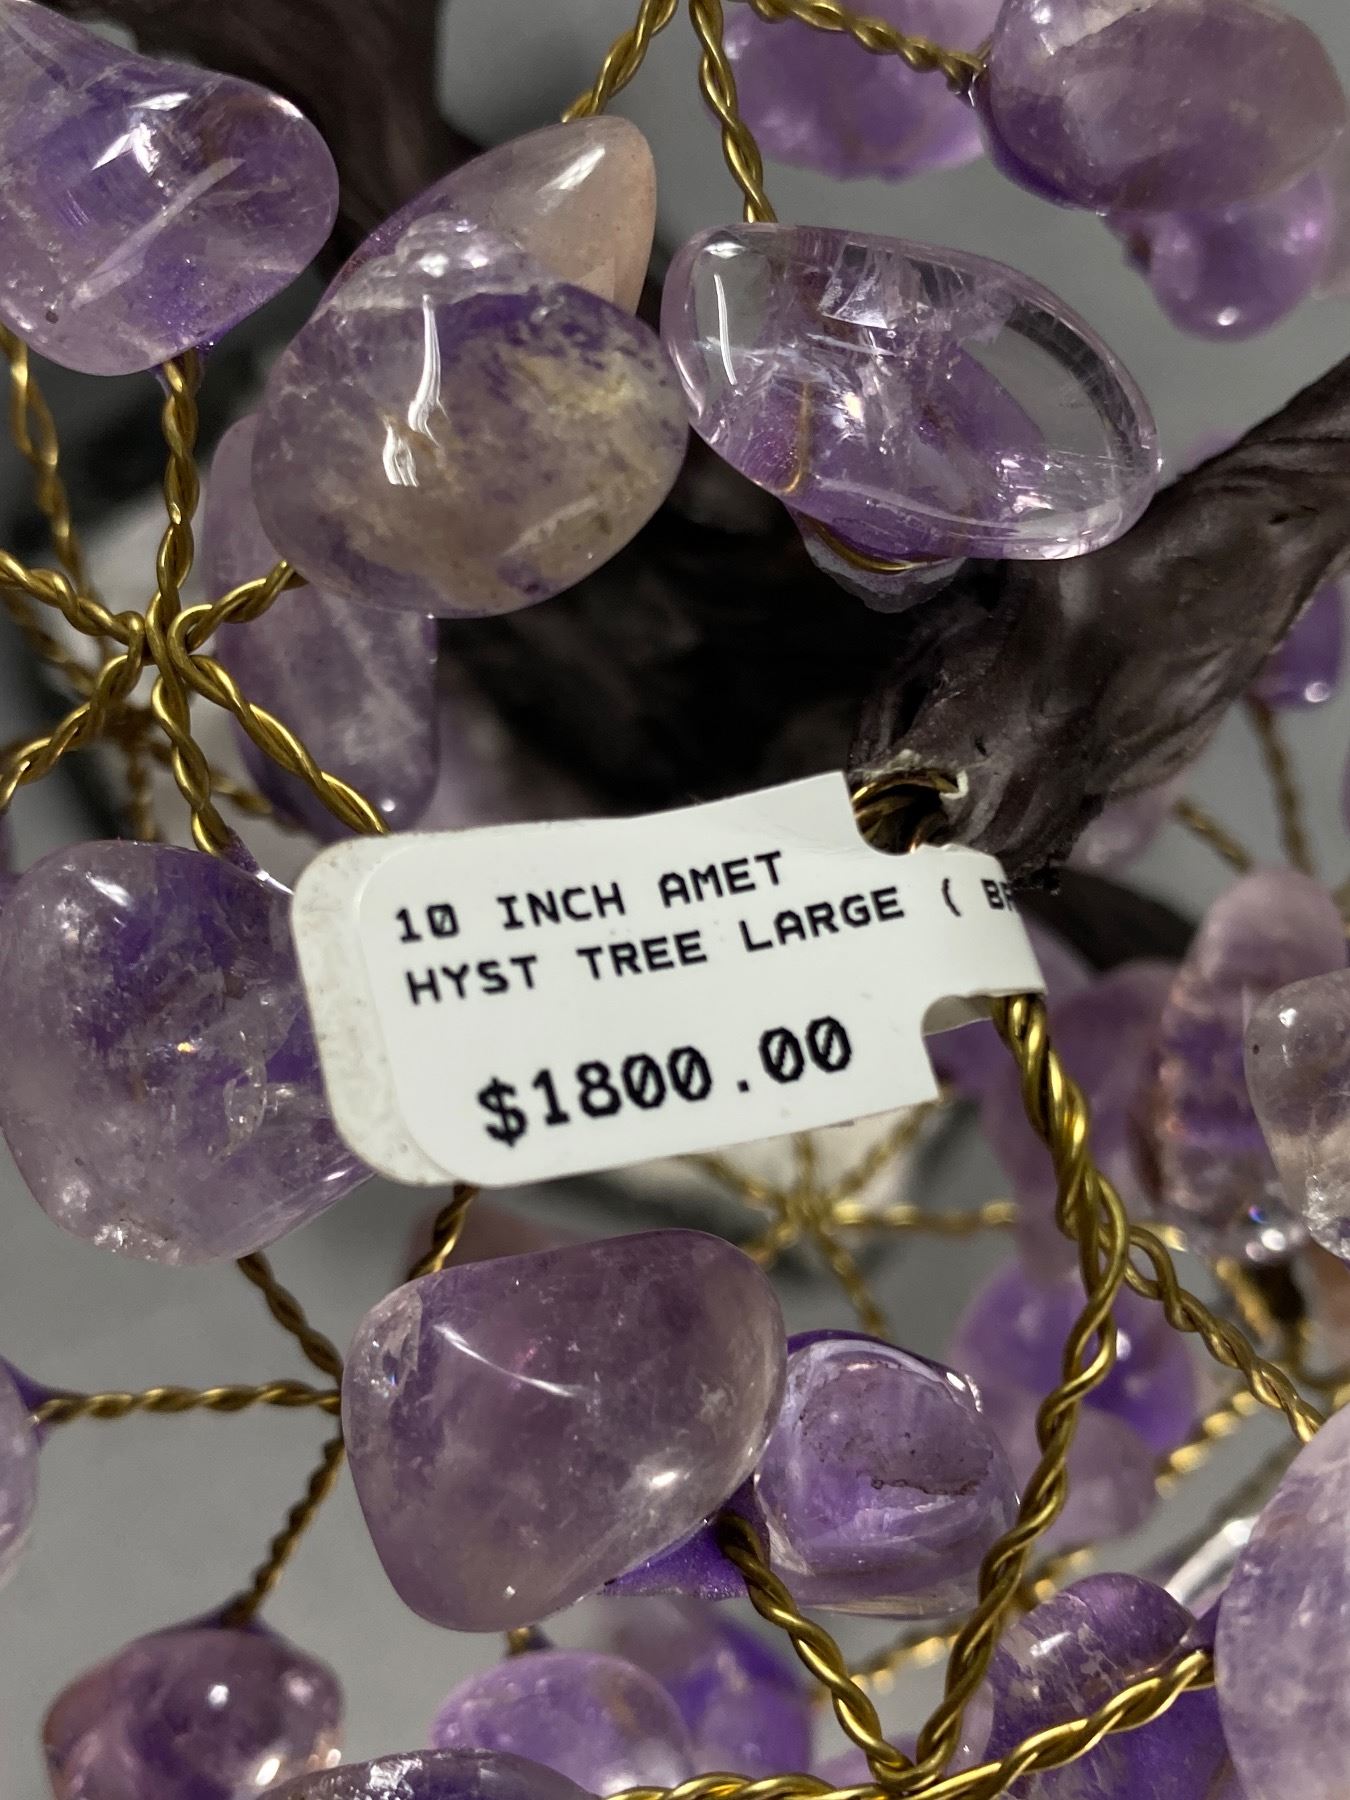 10 INCH AMET
HYST TREE LARGE (
$1800.00